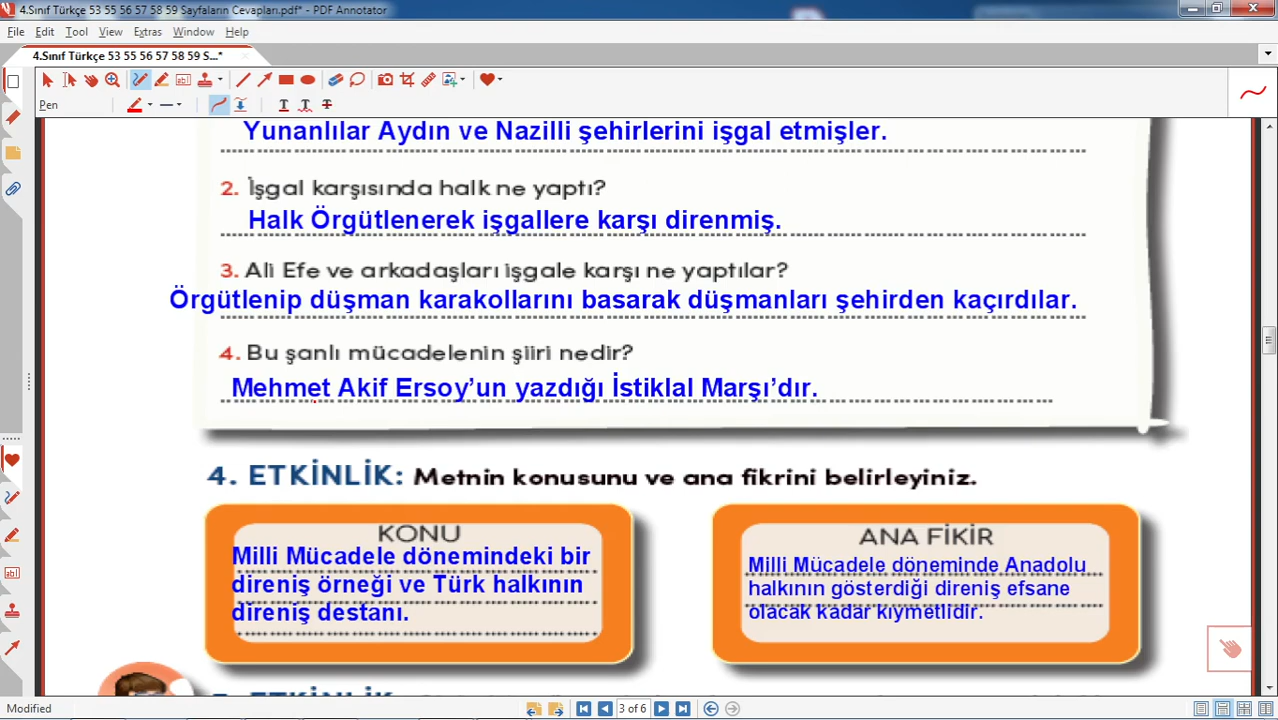 4.Sınıf Türkçe 53 55 56 57 58 59 Sayfaların Cevapları.pdf* - PDF Annotator
File Edit Tool View Extras Window Help
4.Sınıf Türkçe 53 55 56 57 58 59 S...*
Pen
Yunanlılar Aydın ve Nazilli şehirlerini işgal etmişler.
2. İşgal karşısında halk ne yaptı?
Halk Örgütlenerek işgallere karşı direnmiş.
3. Ali Efe ve arkadaşları işgale karşı ne yaptılar?
Örgütlenip düşman karakollarını basarak düşmanları şehirden kaçırdılar.
4. Bu şanlı mücadelenin şiiri nedir?
Mehmet Akif Ersoy’un yazdığı İstiklal Marşı’dır.
4. ETKİNLİK: Metnin konusunu ve ana fikrini belirleyiniz.
KONU
Milli Mücadele dönemindeki bir
direniş örneği ve Türk halkının
direniş destanı.
ANA FİKİR
Milli Mücadele döneminde Anadolu
halkının gösterdiği direniş efsane
olacak kadar kıymetlidir.
Modified
3 of 6